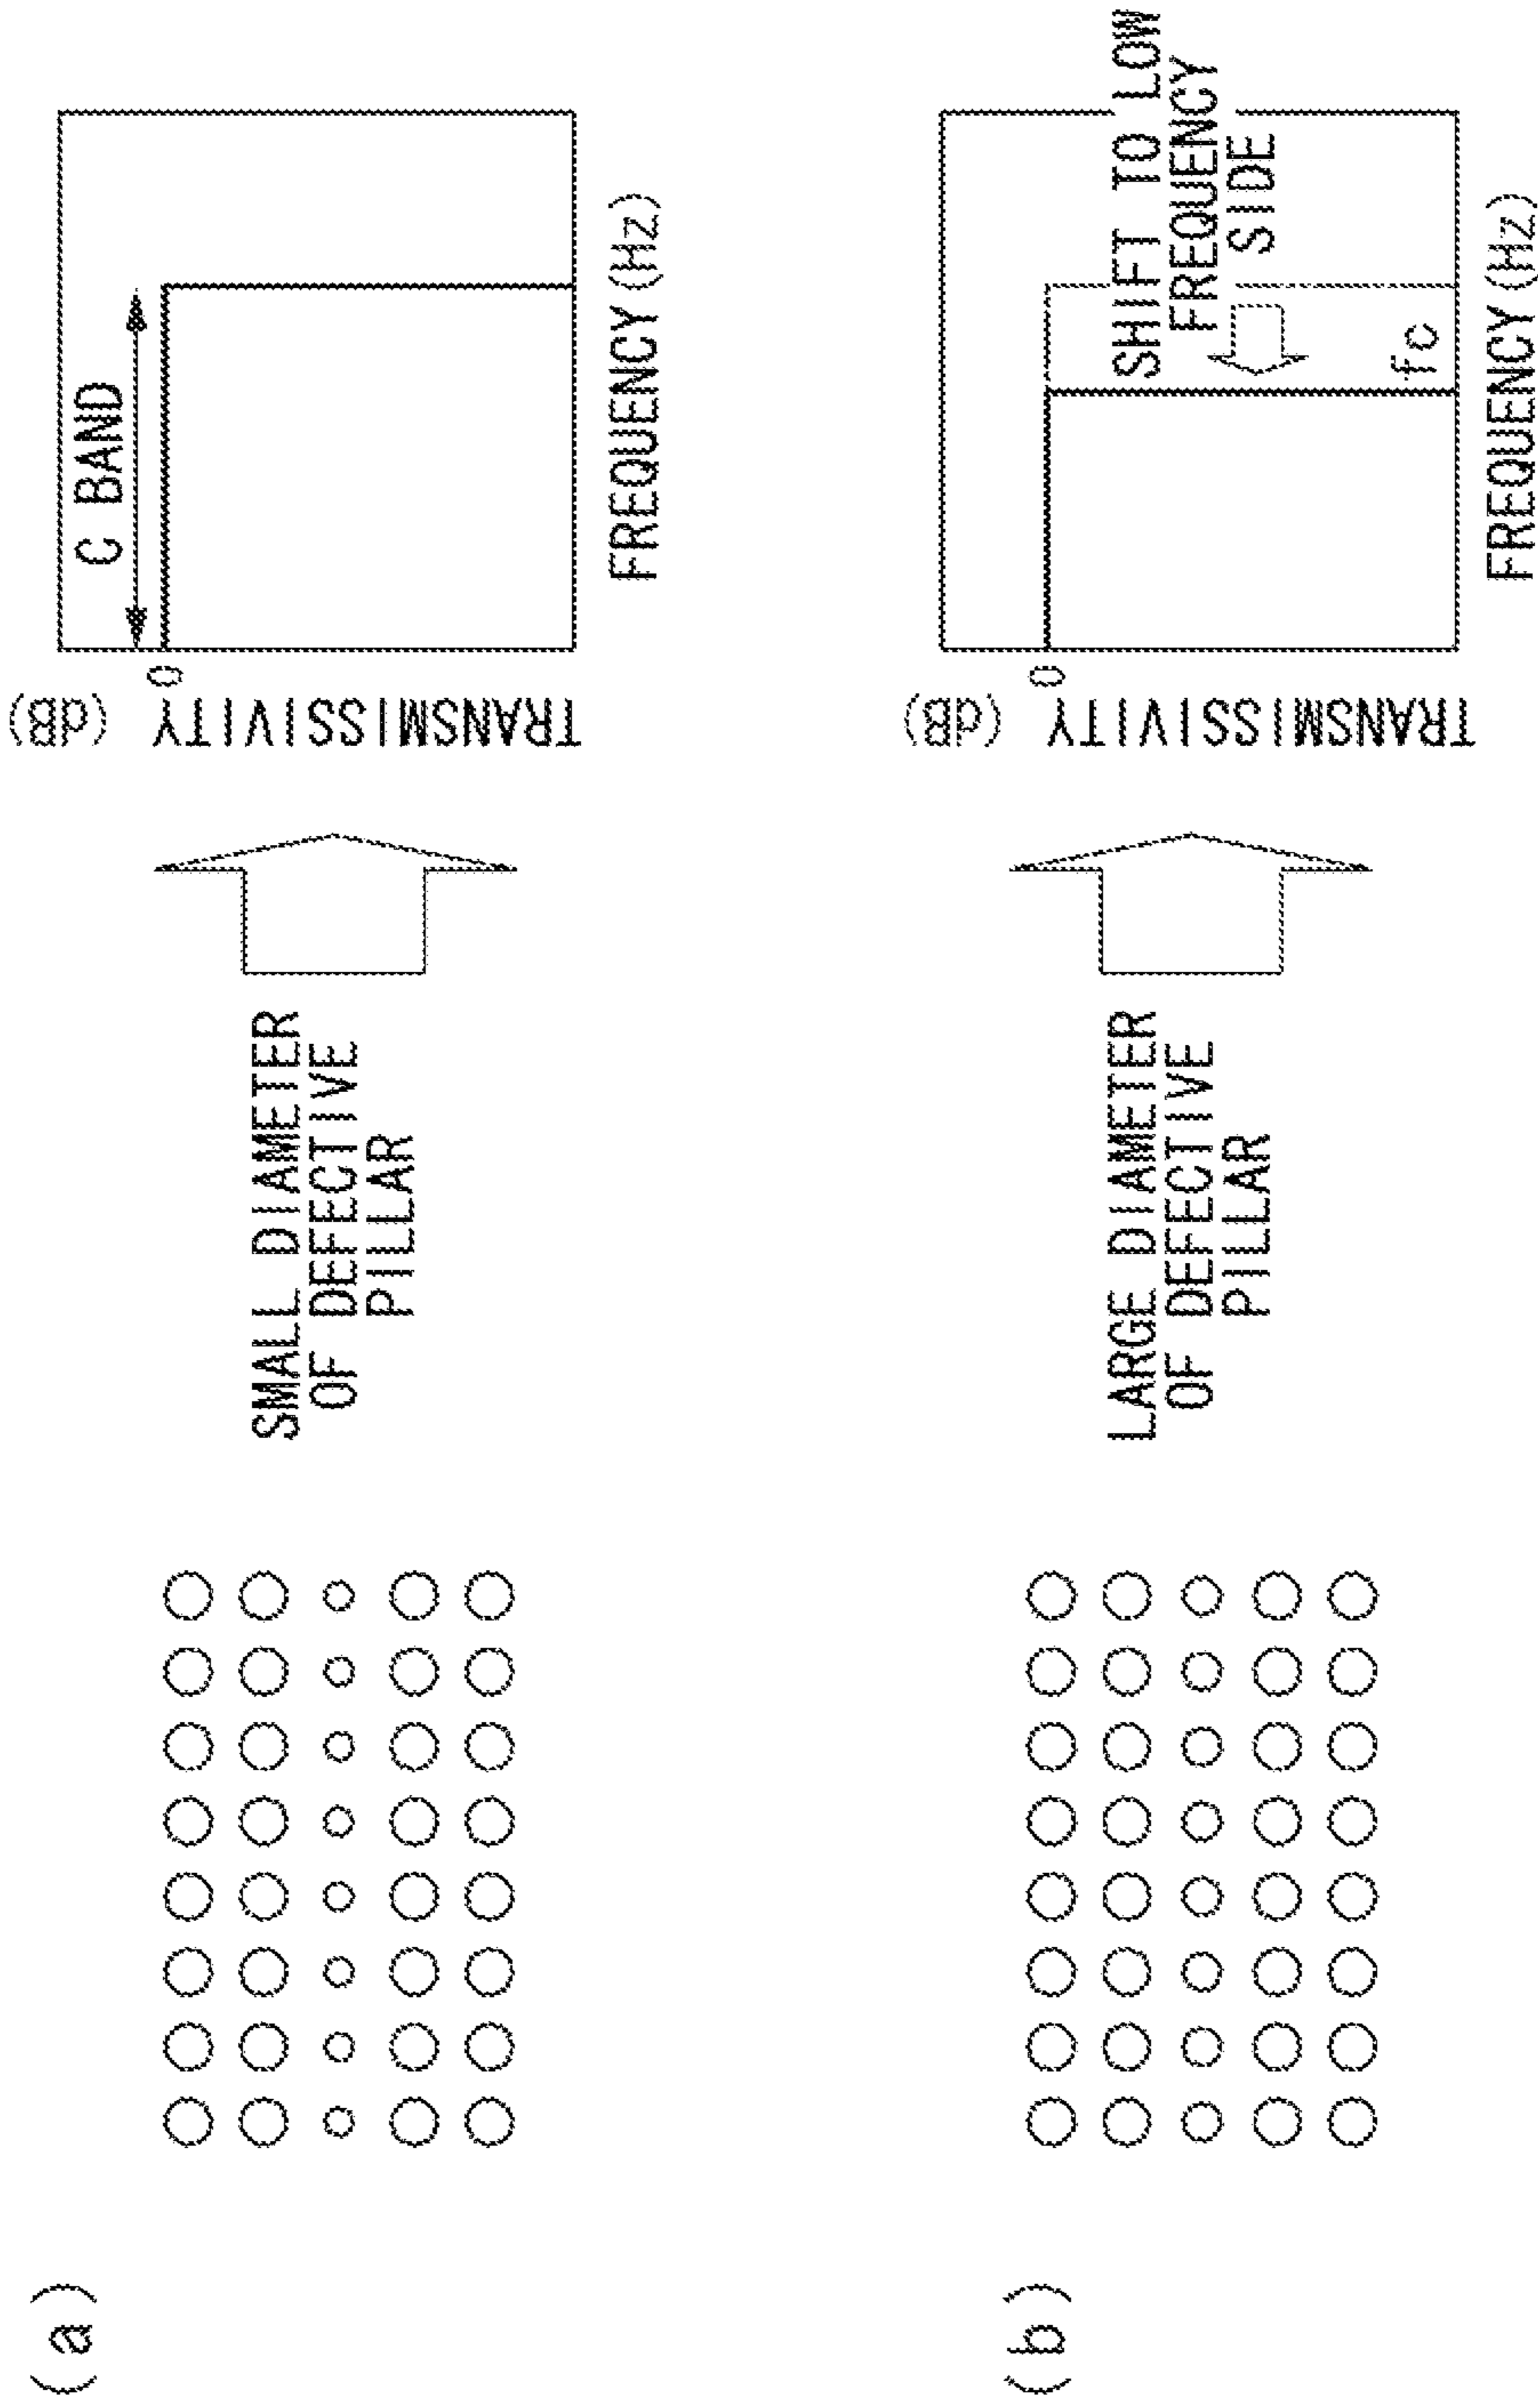 (a)
SMALL DIAMETER
OF DEFECTIVE
PILLAR
TRANSMISSIVITY (dB)
0
C BAND
FREQUENCY (Hz)
(b)
LARGE DIAMETER
OF DEFECTIVE
PILLAR
TRANSMISSIVITY (dB)
0
SHIFT TO LOW
FREQUENCY
SIDE
fc
FREQUENCY (Hz)